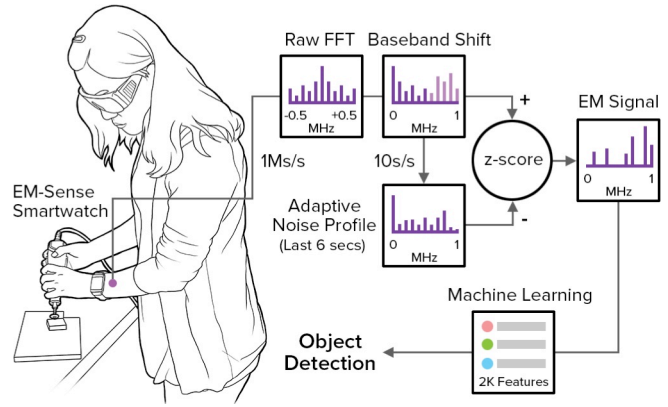 Raw FFT
-0.5 +0.5
MHz
Baseband Shift
0 1
MHz
+
EM Signal
0 1
MHz
z-score
-
1Ms/s
10s/s
EM-Sense
Smartwatch
Adaptive
Noise Profile
(Last 6 secs)
0 1
MHz
Machine Learning
2K Features
Object
Detection